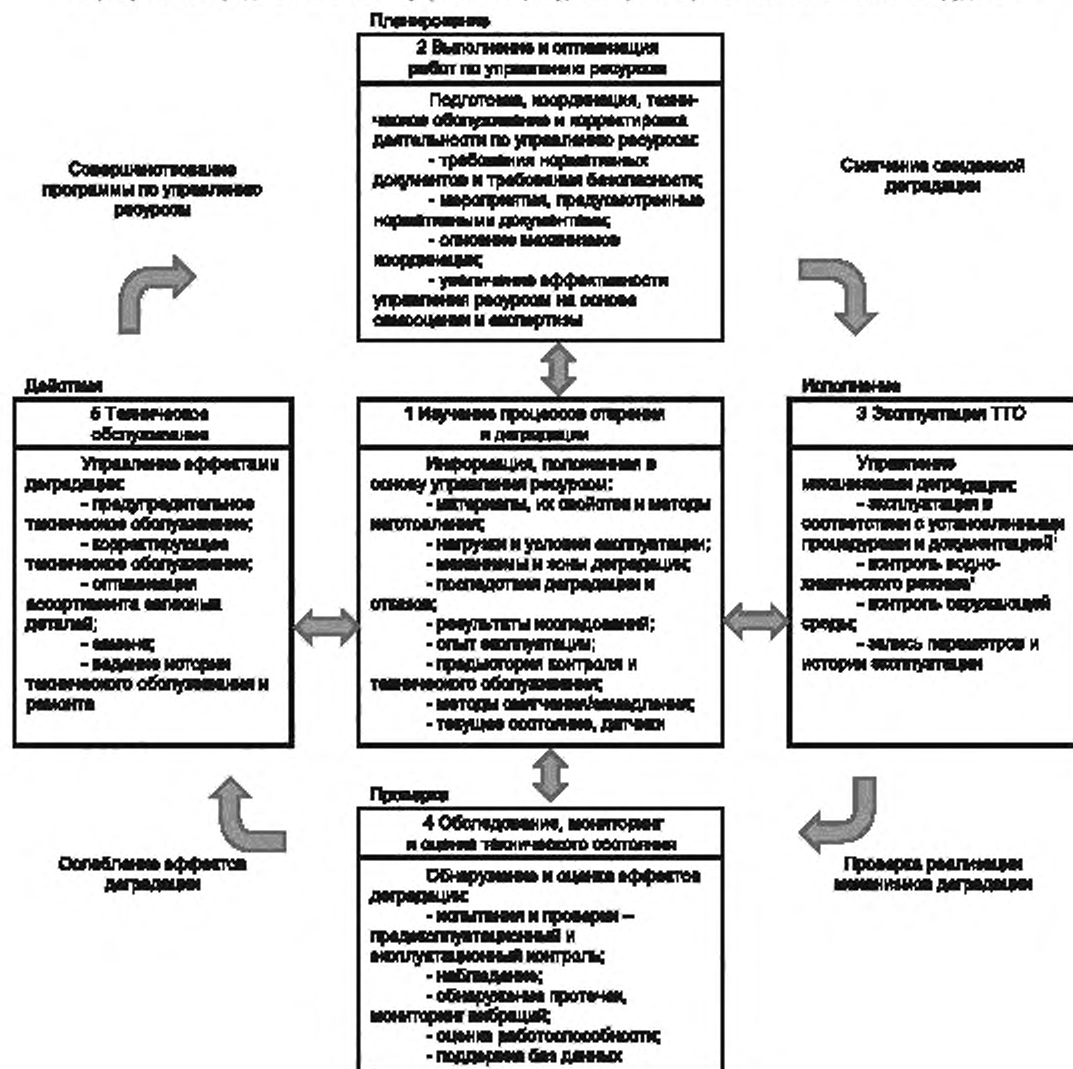 Планирование
2 Выполнение и оптимизация
работ по управлению ресурсом
Подготовка, координация, техни-
ческое обслуживание и корректировка
деятельности по управлению ресурсом:
- требования нормативных
документов и требования безопасности;
- мероприятия, предусмотренные
нормативными документами;
- описание механизмов
координации;
- увеличение эффективности
управления ресурсом на основе
самооценки и экспертизы
Совершенствование
программы по управлению
ресурсом
Смягчение ожидаемой
деградации
Действия
5 Техническое
обслуживание
Управление эффектами
деградации:
- предупредительное
техническое обслуживание;
- корректирующее
техническое обслуживание;
- оптимизация
ассортимента запасных
деталей;
- замена;
- ведение истории
технического обслуживания и
ремонта
1 Изучение процессов старения
и деградации
Информация, положенная в
основу управления ресурсом:
- материалы, их свойства и методы
изготовления;
- нагрузки и условия эксплуатации;
- механизмы и зоны деградации;
- последствия деградации и
отказов;
- результаты исследований;
- опыт эксплуатации;
- предыстория контроля и
технического обслуживания;
- методы смягчения/замедления;
- текущее состояние, датчики
Исполнение
3 Эксплуатация ТТО
Управление
механизмами деградации:
- эксплуатация в
соответствии с установленными
процедурами и документацией;
- контроль водно-
химического режима;
- контроль окружающей
среды;
- запись параметров и
истории эксплуатации
Ослабление эффектов
деградации
Проверка
4 Обследование, мониторинг
и оценка технического состояния
Обнаружение и оценка эффектов
деградации:
- испытания и проверки –
предэксплуатационный и
эксплуатационный контроль;
- наблюдение;
- обнаружение протечек,
мониторинг вибраций;
- оценка работоспособности;
- поддержка баз данных
Проверка реализации
механизмов деградации